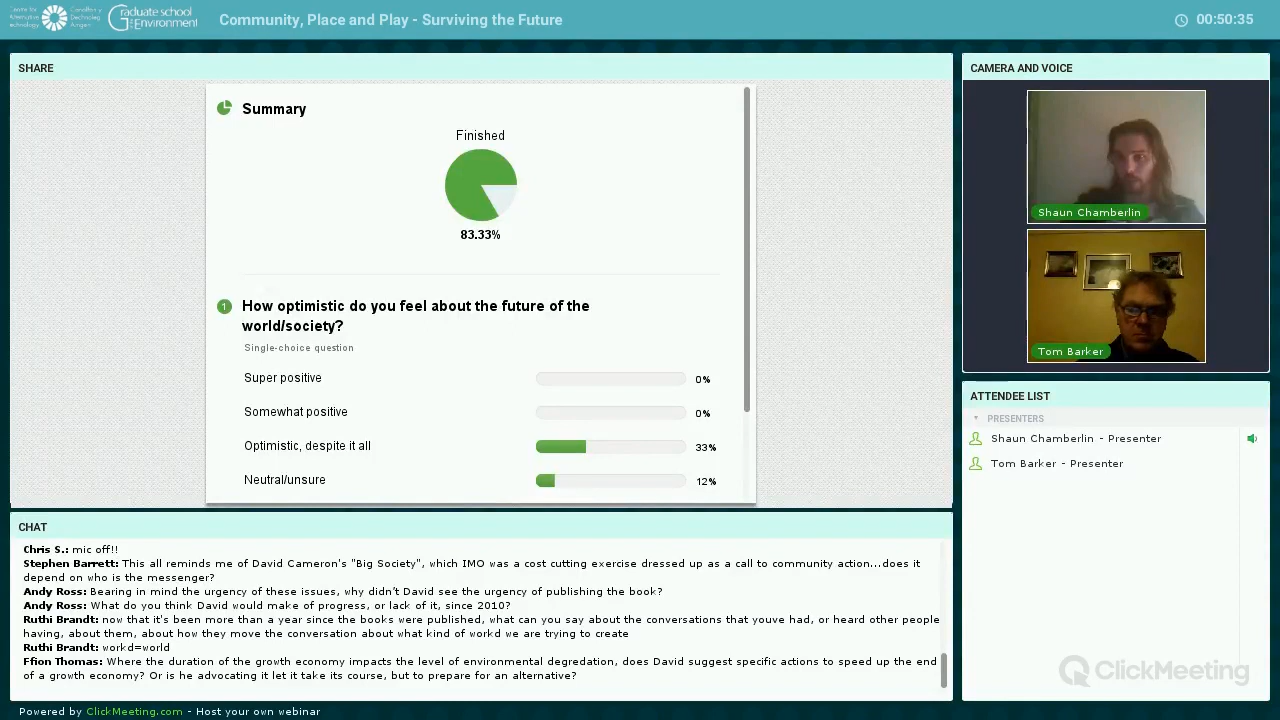 Centre for
Alternative
Technology
Canolfan y
Dechnoleg
Amgen
Graduate school
of the
Environment
Community, Place and Play - Surviving the Future
00:50:35
SHARE
Summary
Finished
83.33%
1
How optimistic do you feel about the future of the
world/society?
Single-choice question
Super positive
0%
Somewhat positive
0%
Optimistic, despite it all
33%
Neutral/unsure
12%
CAMERA AND VOICE
Shaun Chamberlin
Tom Barker
ATTENDEE LIST
PRESENTERS
Shaun Chamberlin - Presenter
Tom Barker - Presenter
CHAT
Chris S.: mic off!!
Stephen Barrett: This all reminds me of David Cameron's "Big Society", which IMO was a cost cutting exercise dressed up as a call to community action...does it
depend on who is the messenger?
Andy Ross: Bearing in mind the urgency of these issues, why didn't David see the urgency of publishing the book?
Andy Ross: What do you think David would make of progress, or lack of it, since 2010?
Ruthi Brandt: now that it's been more than a year since the books were published, what can you say about the conversations that youve had, or heard other people
having, about them, about how they move the conversation about what kind of workd we are trying to create
Ruthi Brandt: workd=world
Ffion Thomas: Where the duration of the growth economy impacts the level of environmental degredation, does David suggest specific actions to speed up the end
of a growth economy? Or is he advocating it let it take its course, but to prepare for an alternative?
ClickMeeting
Powered by ClickMeeting.com - Host your own webinar